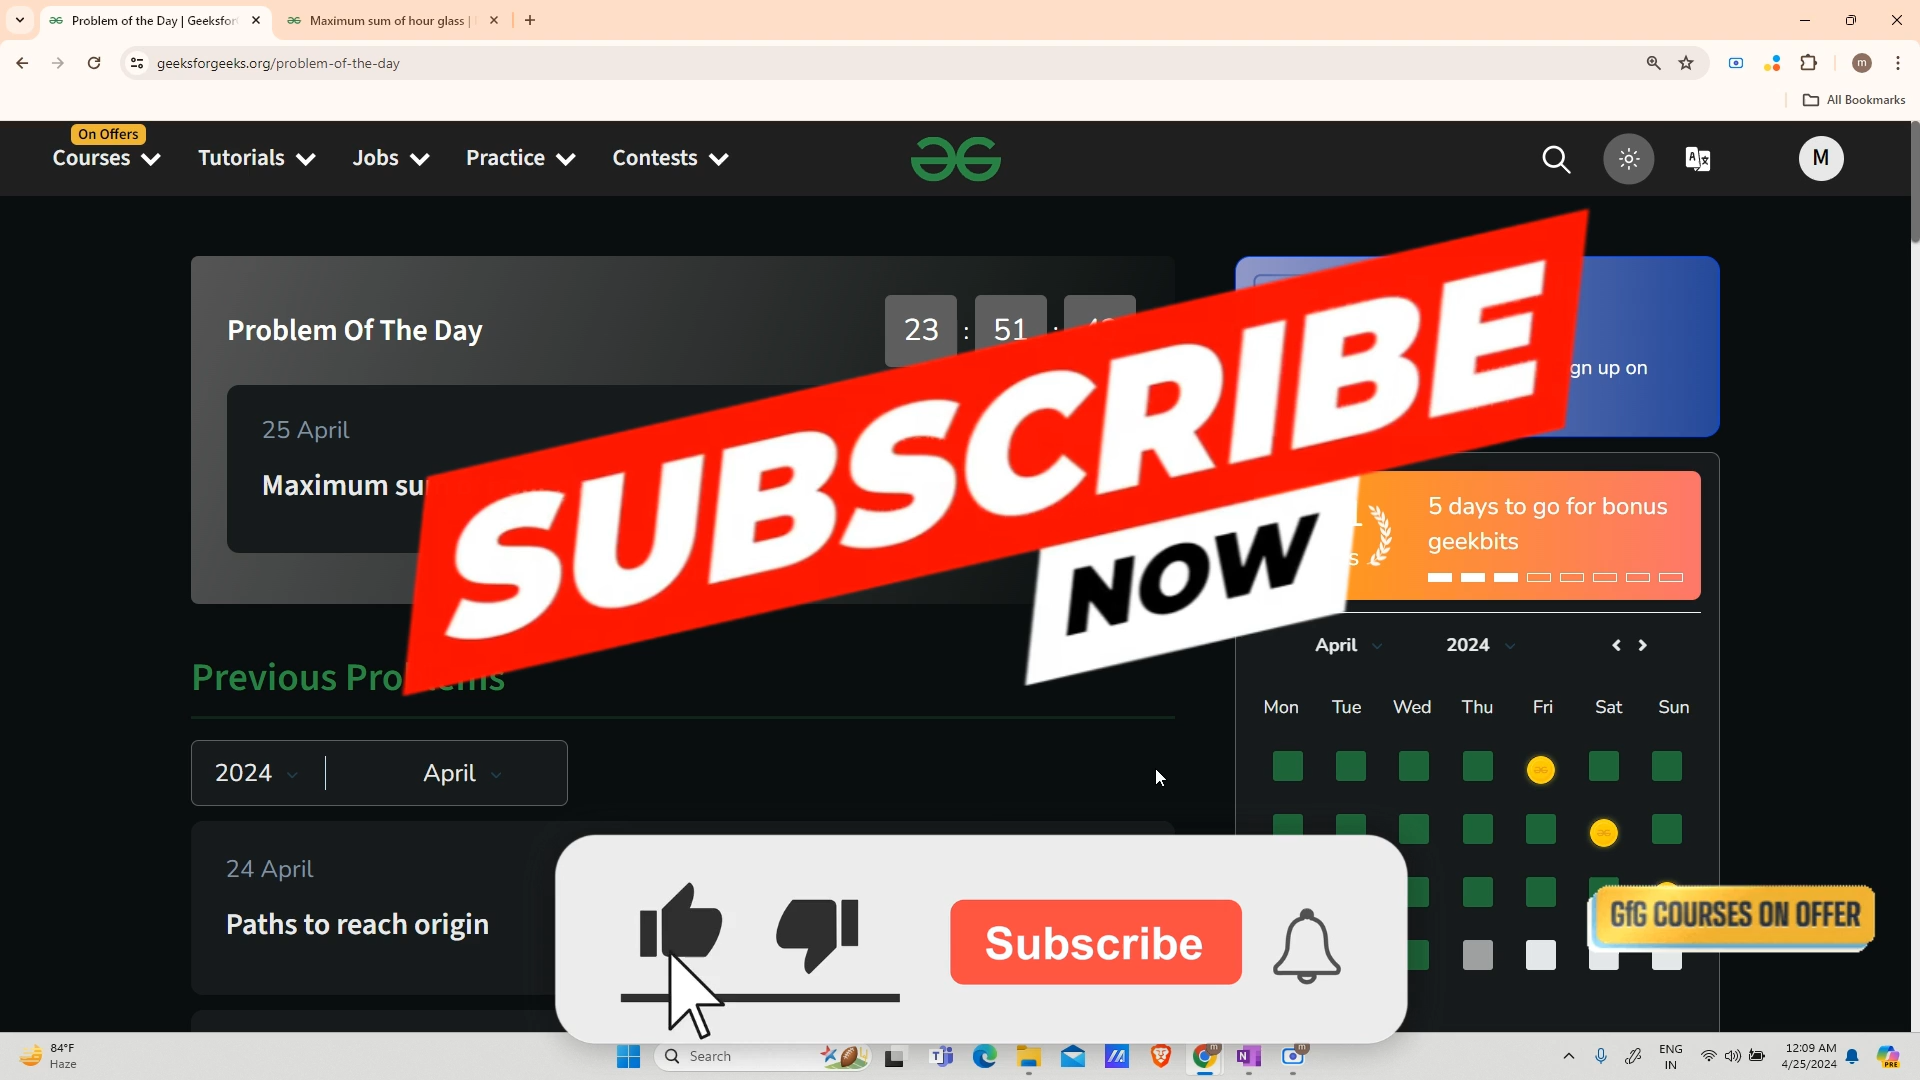 Problem of the Day | Geeksfor
Maximum sum of hour glass |
geeksforgeeks.org/problem-of-the-day
All Bookmarks
On Offers
Courses
Tutorials
Jobs
Practice
Contests
M
Problem Of The Day
23 : 51 :
gn up on
25 April
Maximum su
SUBSCRIBE
NOW
5 days to go for bonus
geekbits
Previous Pro
2024
April
April
2024
Mon Tue Wed Thu Fri Sat Sun
24 April
Paths to reach origin
Subscribe
GfG COURSES ON OFFER
84°F
Haze
Search
ENG
IN
12:09 AM
4/25/2024